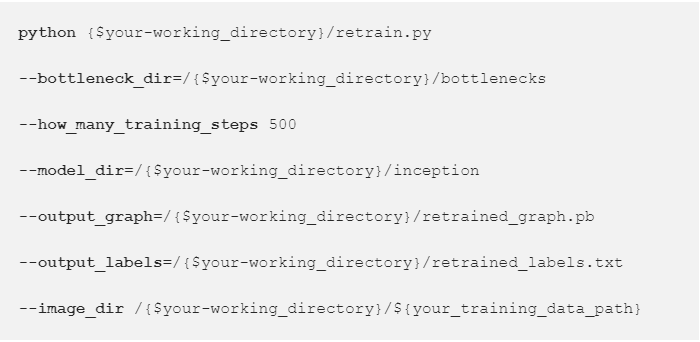 python {$your-working_directory}/retrain.py
--bottleneck_dir=/{$your-working_directory}/bottlenecks
--how_many_training_steps 500
--model_dir=/{$your-working_directory}/inception
--output_graph=/{$your-working_directory}/retrained_graph.pb
--output_labels=/{$your-working_directory}/retrained_labels.txt
--image_dir /{$your-working_directory}/${your_training_data_path}